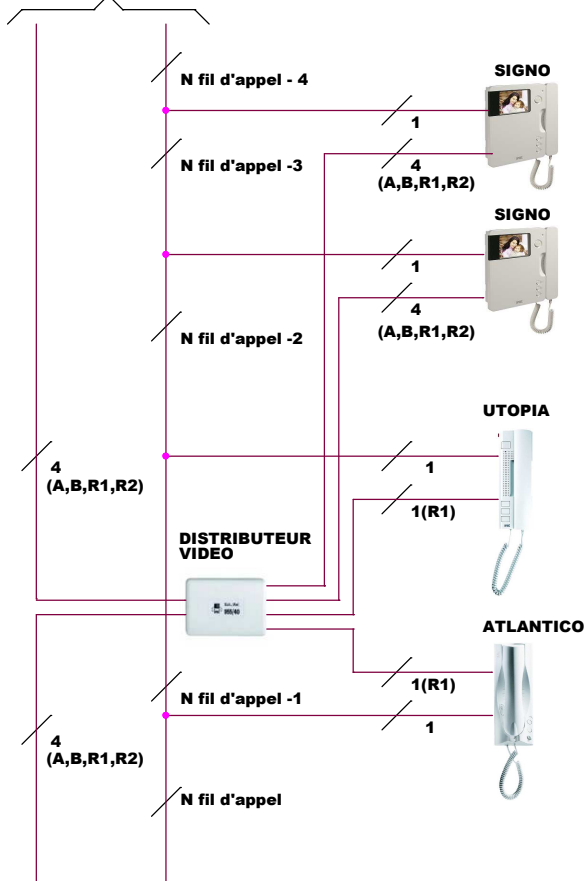 N fil d'appel - 4
SIGNO
1
N fil d'appel -3
4
(A,B,R1,R2)
SIGNO
1
4
(A,B,R1,R2)
N fil d'appel -2
UTOPIA
1
4
(A,B,R1,R2)
1(R1)
DISTRIBUTEUR
VIDEO
955/40
ATLANTICO
1(R1)
N fil d'appel -1
1
4
(A,B,R1,R2)
N fil d'appel